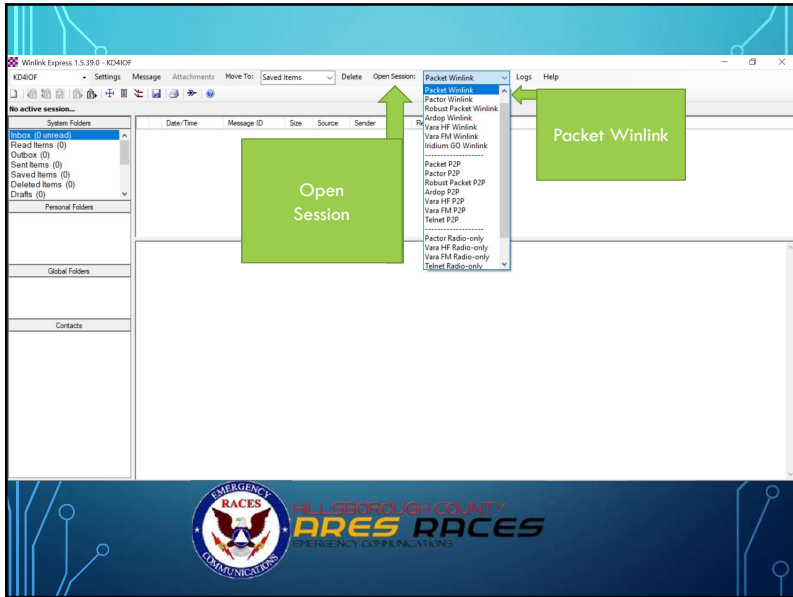 Winlink Express 1.5.39.0 - KD4IOF
KD4IOF Settings Message Attachments Move To: Saved Items Delete Open Session: Packet Winlink Logs Help
No active session...
System Folders
Date/Time Message ID Size Source Sender
Inbox (0 unread)
Read Items (0)
Outbox (0)
Sent Items (0)
Saved Items (0)
Deleted Items (0)
Drafts (0)
Personal Folders
Global Folders
Contacts
Packet Winlink
Pactor Winlink
Robust Packet Winlink
Ardop Winlink
Vara HF Winlink
Vara FM Winlink
Iridium GO Winlink
-------------------
Packet P2P
Pactor P2P
Robust Packet P2P
Ardop P2P
Vara HF P2P
Vara FM P2P
Telnet P2P
-------------------
Pactor Radio-only
Vara HF Radio-only
Vara FM Radio-only
Telnet Radio-only
Open
Session
Packet Winlink
EMERGENCY
RACES
COMMUNICATIONS
HILLSBOROUGH COUNTY
ARES RACES
EMERGENCY COMMUNICATIONS